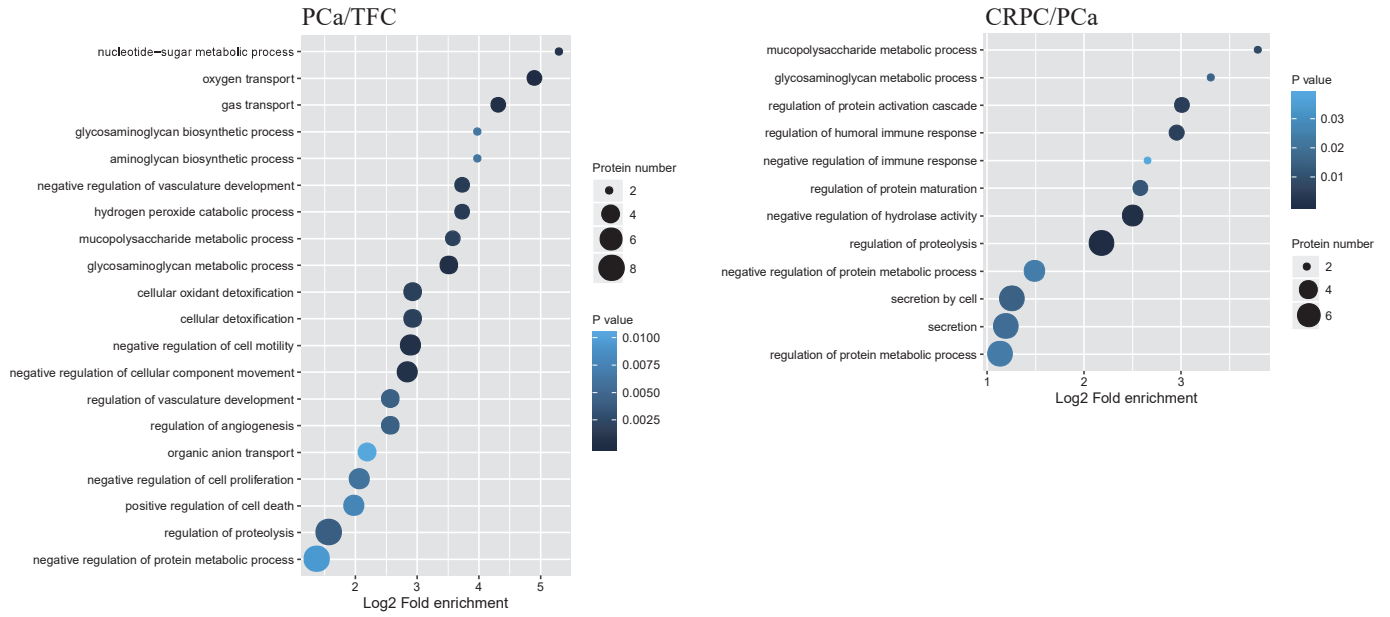 PCa/TFC
nucleotide−sugar metabolic process
oxygen transport
gas transport
glycosaminoglycan biosynthetic process
aminoglycan biosynthetic process
negative regulation of vasculature development
hydrogen peroxide catabolic process
mucopolysaccharide metabolic process
glycosaminoglycan metabolic process
cellular oxidant detoxification
cellular detoxification
negative regulation of cell motility
negative regulation of cellular component movement
regulation of vasculature development
regulation of angiogenesis
organic anion transport
negative regulation of cell proliferation
positive regulation of cell death
regulation of proteolysis
negative regulation of protein metabolic process
2 3 4 5
Log2 Fold enrichment
Protein number
2
4
6
8
P value
0.0100
0.0075
0.0050
0.0025
CRPC/PCa
mucopolysaccharide metabolic process
glycosaminoglycan metabolic process
regulation of protein activation cascade
regulation of humoral immune response
negative regulation of immune response
regulation of protein maturation
negative regulation of hydrolase activity
regulation of proteolysis
negative regulation of protein metabolic process
secretion by cell
secretion
regulation of protein metabolic process
1 2 3
Log2 Fold enrichment
P value
0.03
0.02
0.01
Protein number
2
4
6